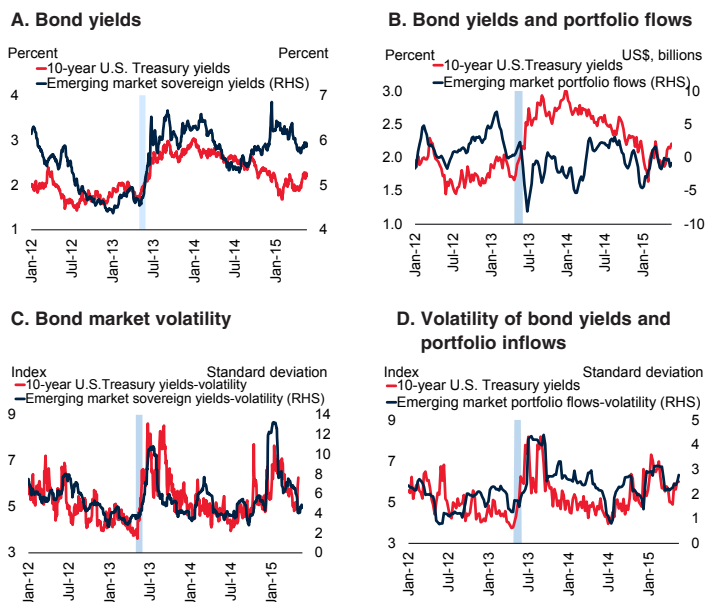 A. Bond yields
Percent Percent
10-year U.S. Treasury yields
Emerging market sovereign yields (RHS)
4 7
3 6
2 5
1 4
Jan-12 Jul-12 Jan-13 Jul-13 Jan-14 Jul-14 Jan-15
B. Bond yields and portfolio flows
Percent US$, billions
10-year U.S.Treasury yields
Emerging market portfolio flows (RHS)
3.0 10
2.5 5
2.0 0
1.5 -5
1.0 -10
Jan-12 Jul-12 Jan-13 Jul-13 Jan-14 Jul-14 Jan-15
C. Bond market volatility
Index Standard deviation
10-year U.S.Treasury yields-volatility
Emerging market sovereign yields-volatility (RHS)
9 14
12
7 10
8
5 6
4
2
3 0
Jan-12 Jul-12 Jan-13 Jul-13 Jan-14 Jul-14 Jan-15
D. Volatility of bond yields and
portfolio inflows
Index Standard deviation
10-year U.S. Treasury yields
Emerging market portfolio flows-volatility (RHS)
9 5
4
7 3
5 2
1
3 0
Jan-12 Jul-12 Jan-13 Jul-13 Jan-14 Jul-14 Jan-15